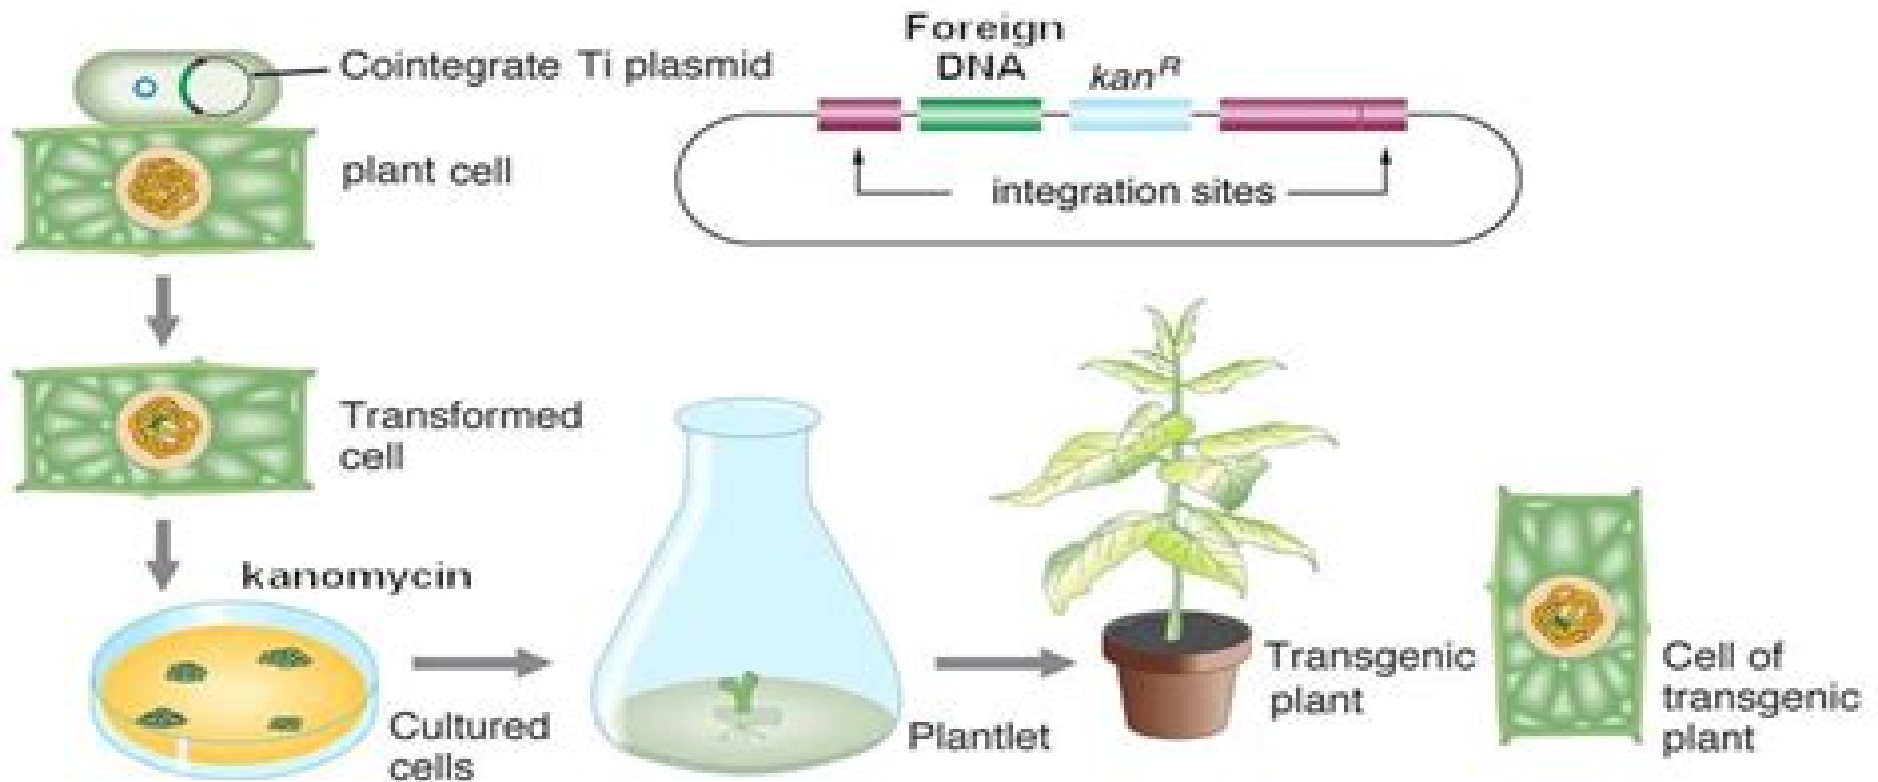 Cointegrate Ti plasmid
Foreign
DNA
kanᴿ
plant cell
integration sites
Transformed
cell
kanomycin
Cultured
cells
Plantlet
Transgenic
plant
Cell of
transgenic
plant